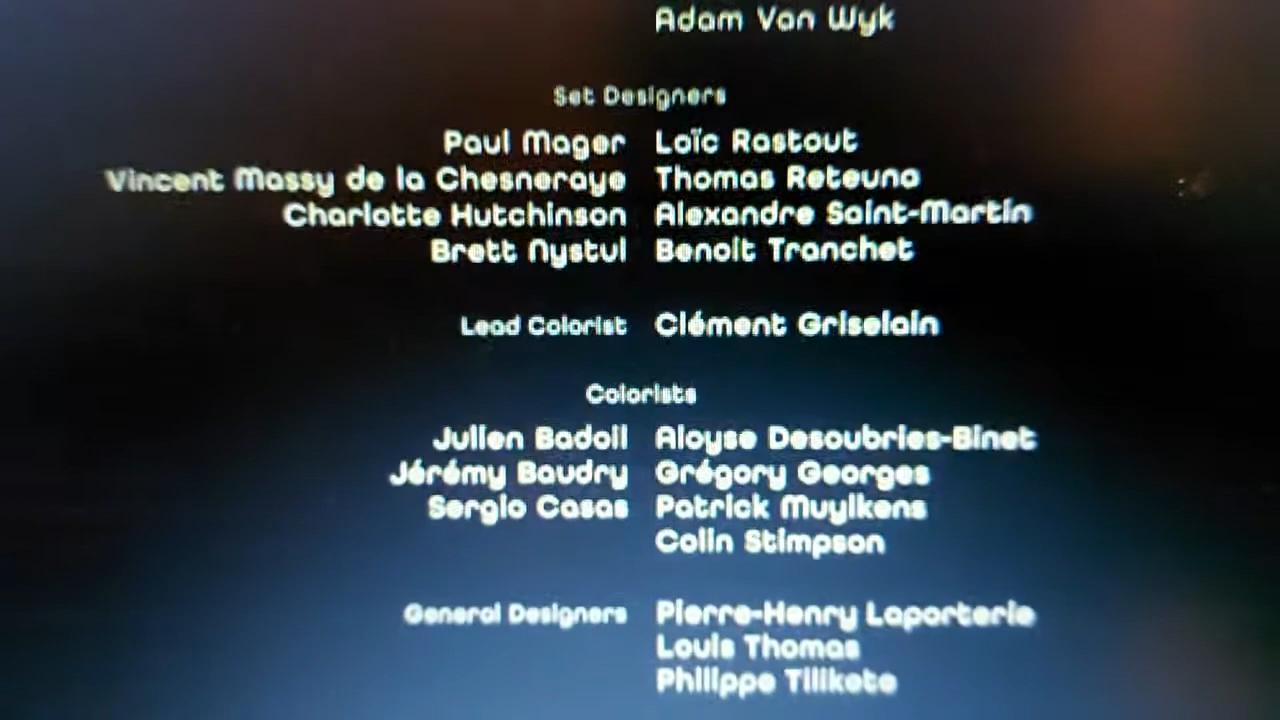 Adam Van Wyk
Set Designers
Paul Mager Loïc Rastout
Vincent Massy de la Chesneraye Thomas Reteuna
Charlotte Hutchinson Alexandre Saint-Martin
Brett Nystul Benoit Tranchet
Lead Colorist Clément Griselain
Colorists
Julien Badoil Aloyse Desoubries-Binet
Jérémy Baudry Grégory Georges
Sergio Casas Patrick Muylkens
Colin Stimpson
General Designers Pierre-Henry Laporterie
Louis Thomas
Philippe Tilikete